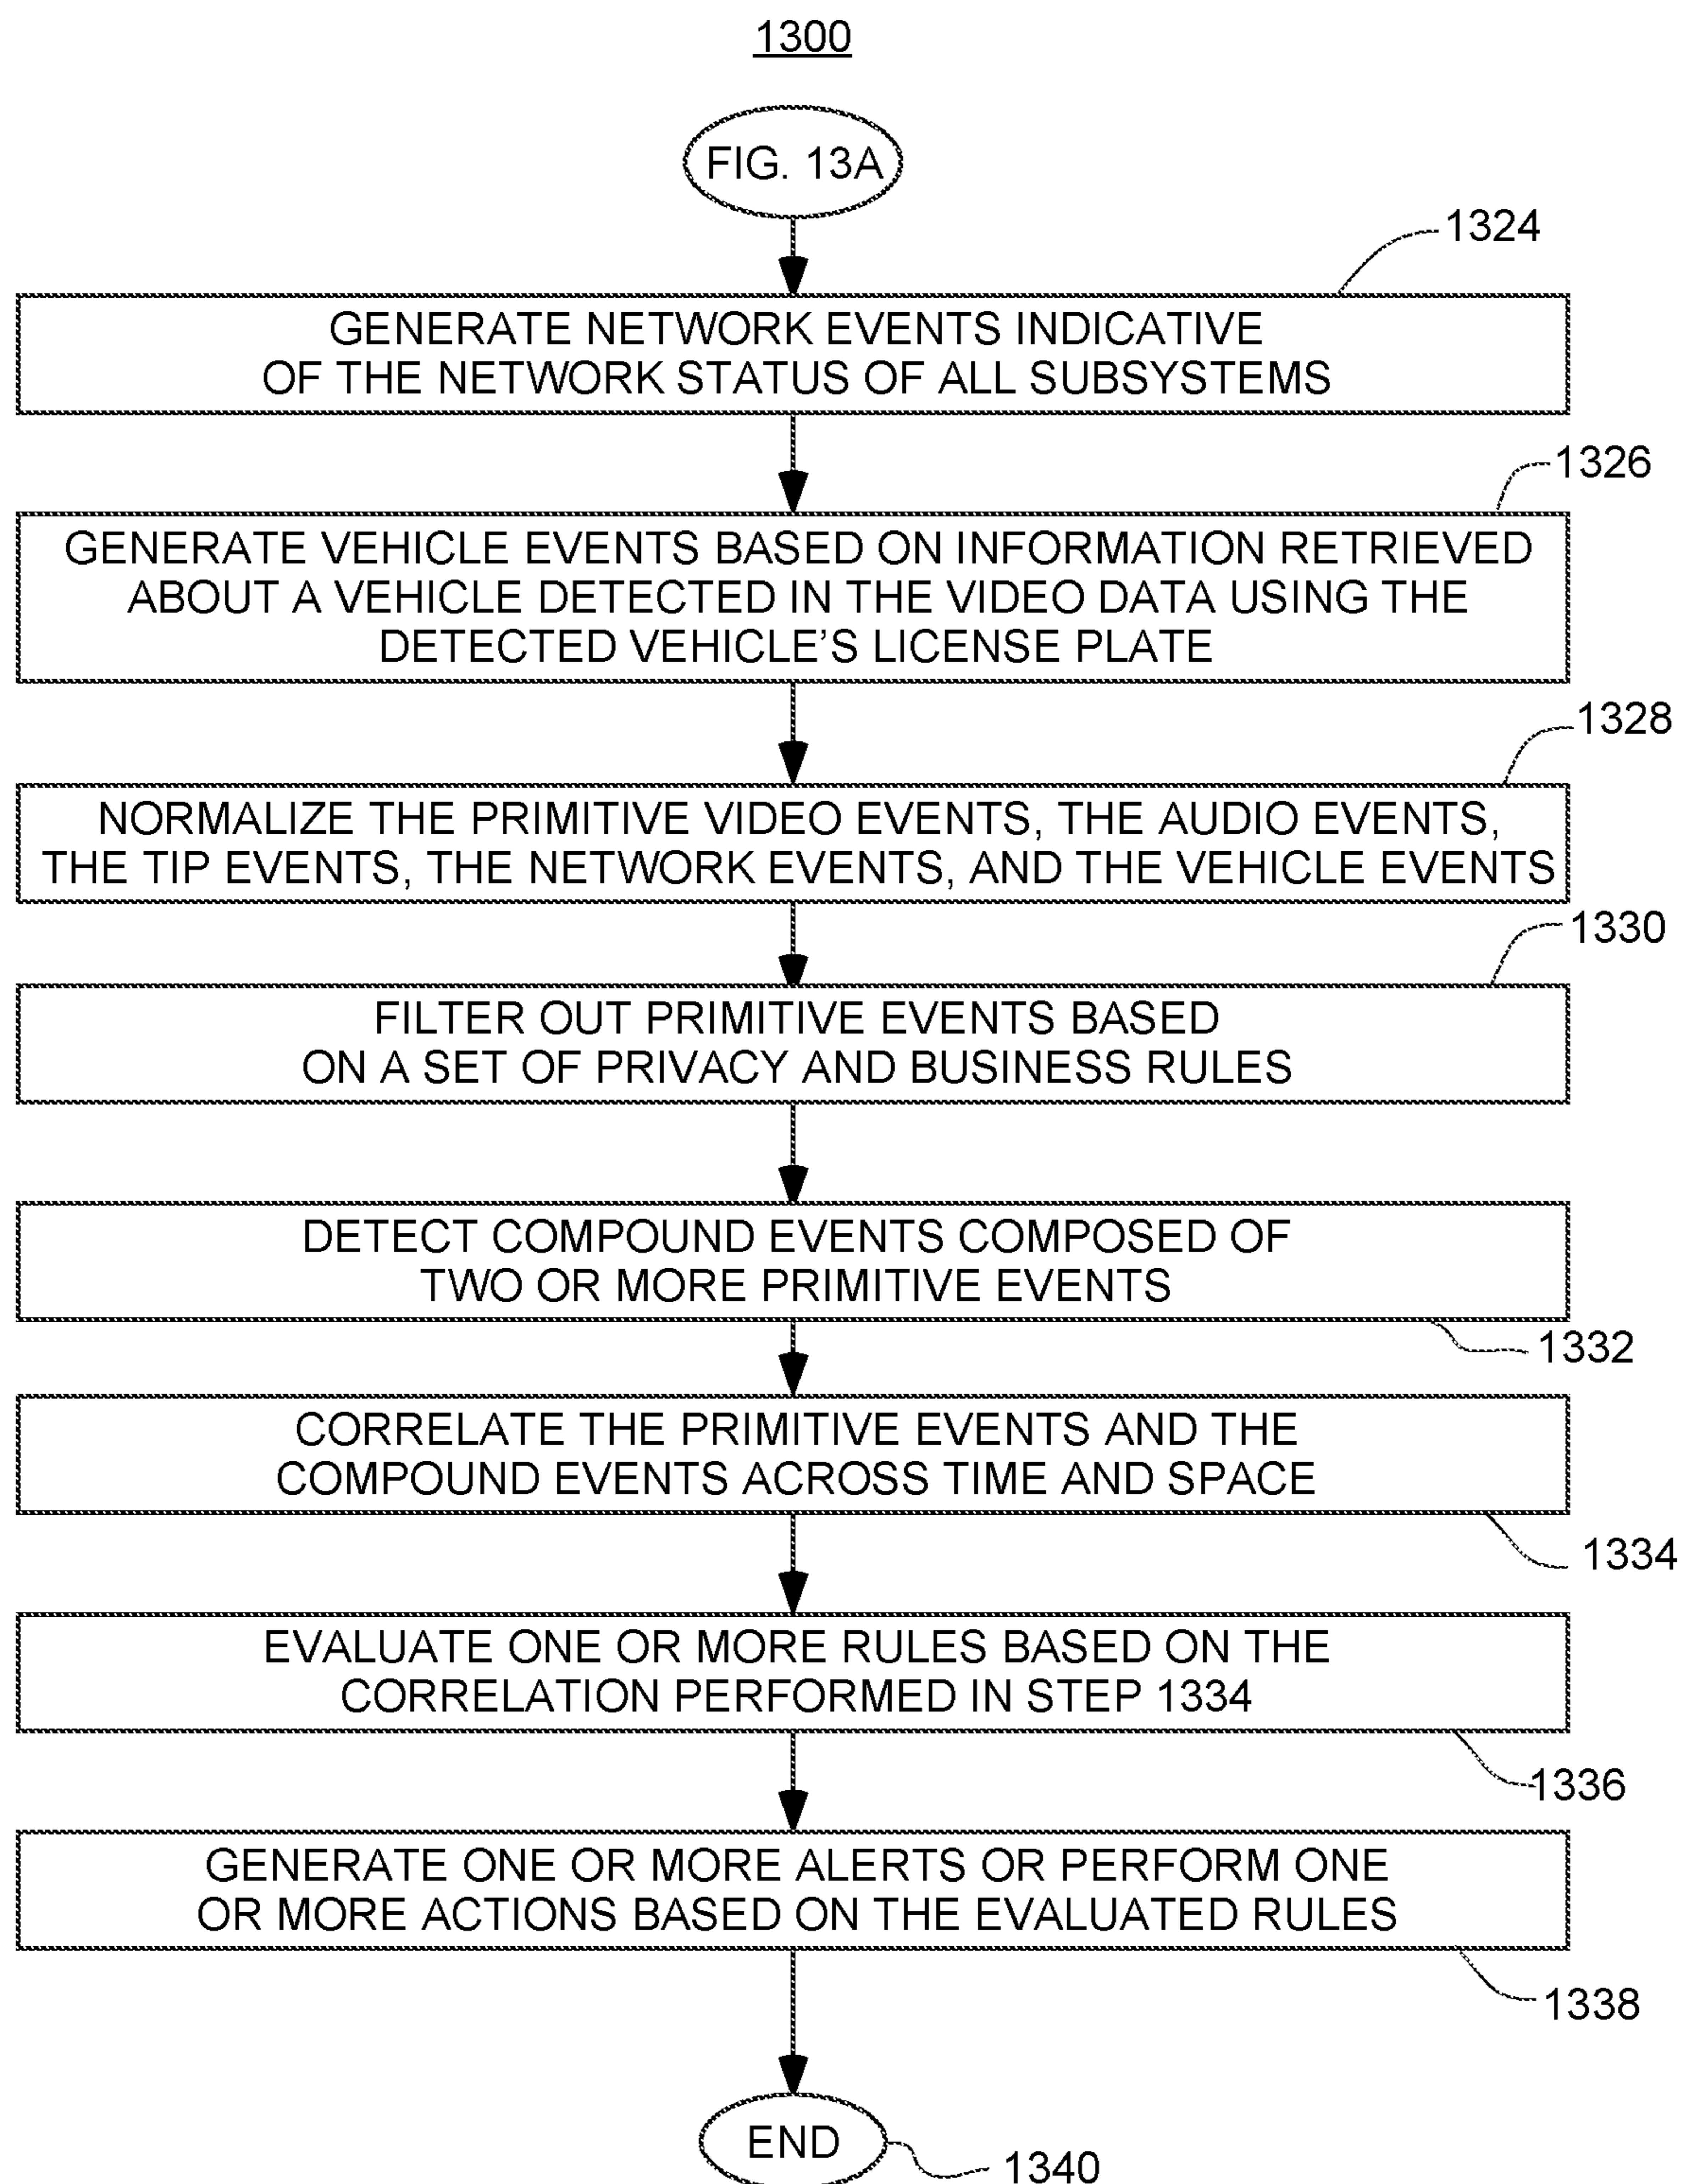 1300
FIG. 13A
1324
GENERATE NETWORK EVENTS INDICATIVE
OF THE NETWORK STATUS OF ALL SUBSYSTEMS
1326
GENERATE VEHICLE EVENTS BASED ON INFORMATION RETRIEVED
ABOUT A VEHICLE DETECTED IN THE VIDEO DATA USING THE
DETECTED VEHICLE’S LICENSE PLATE
1328
NORMALIZE THE PRIMITIVE VIDEO EVENTS, THE AUDIO EVENTS,
THE TIP EVENTS, THE NETWORK EVENTS, AND THE VEHICLE EVENTS
1330
FILTER OUT PRIMITIVE EVENTS BASED
ON A SET OF PRIVACY AND BUSINESS RULES
DETECT COMPOUND EVENTS COMPOSED OF
TWO OR MORE PRIMITIVE EVENTS
1332
CORRELATE THE PRIMITIVE EVENTS AND THE
COMPOUND EVENTS ACROSS TIME AND SPACE
1334
EVALUATE ONE OR MORE RULES BASED ON THE
CORRELATION PERFORMED IN STEP 1334
1336
GENERATE ONE OR MORE ALERTS OR PERFORM ONE
OR MORE ACTIONS BASED ON THE EVALUATED RULES
1338
END
1340